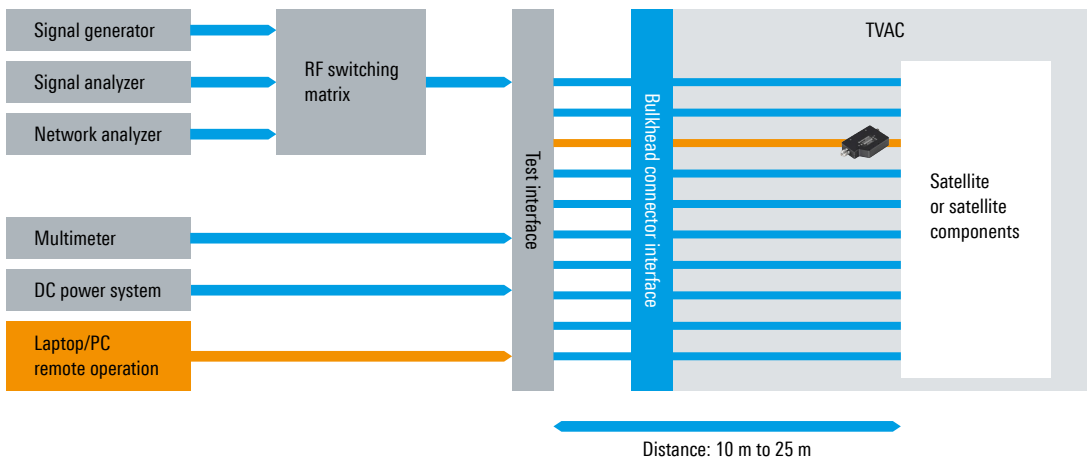 Signal generator
Signal analyzer
Network analyzer
RF switching
matrix
Multimeter
DC power system
Laptop/PC
remote operation
Test interface
Bulkhead connector interface
TVAC
Satellite
or satellite
components
Distance: 10 m to 25 m